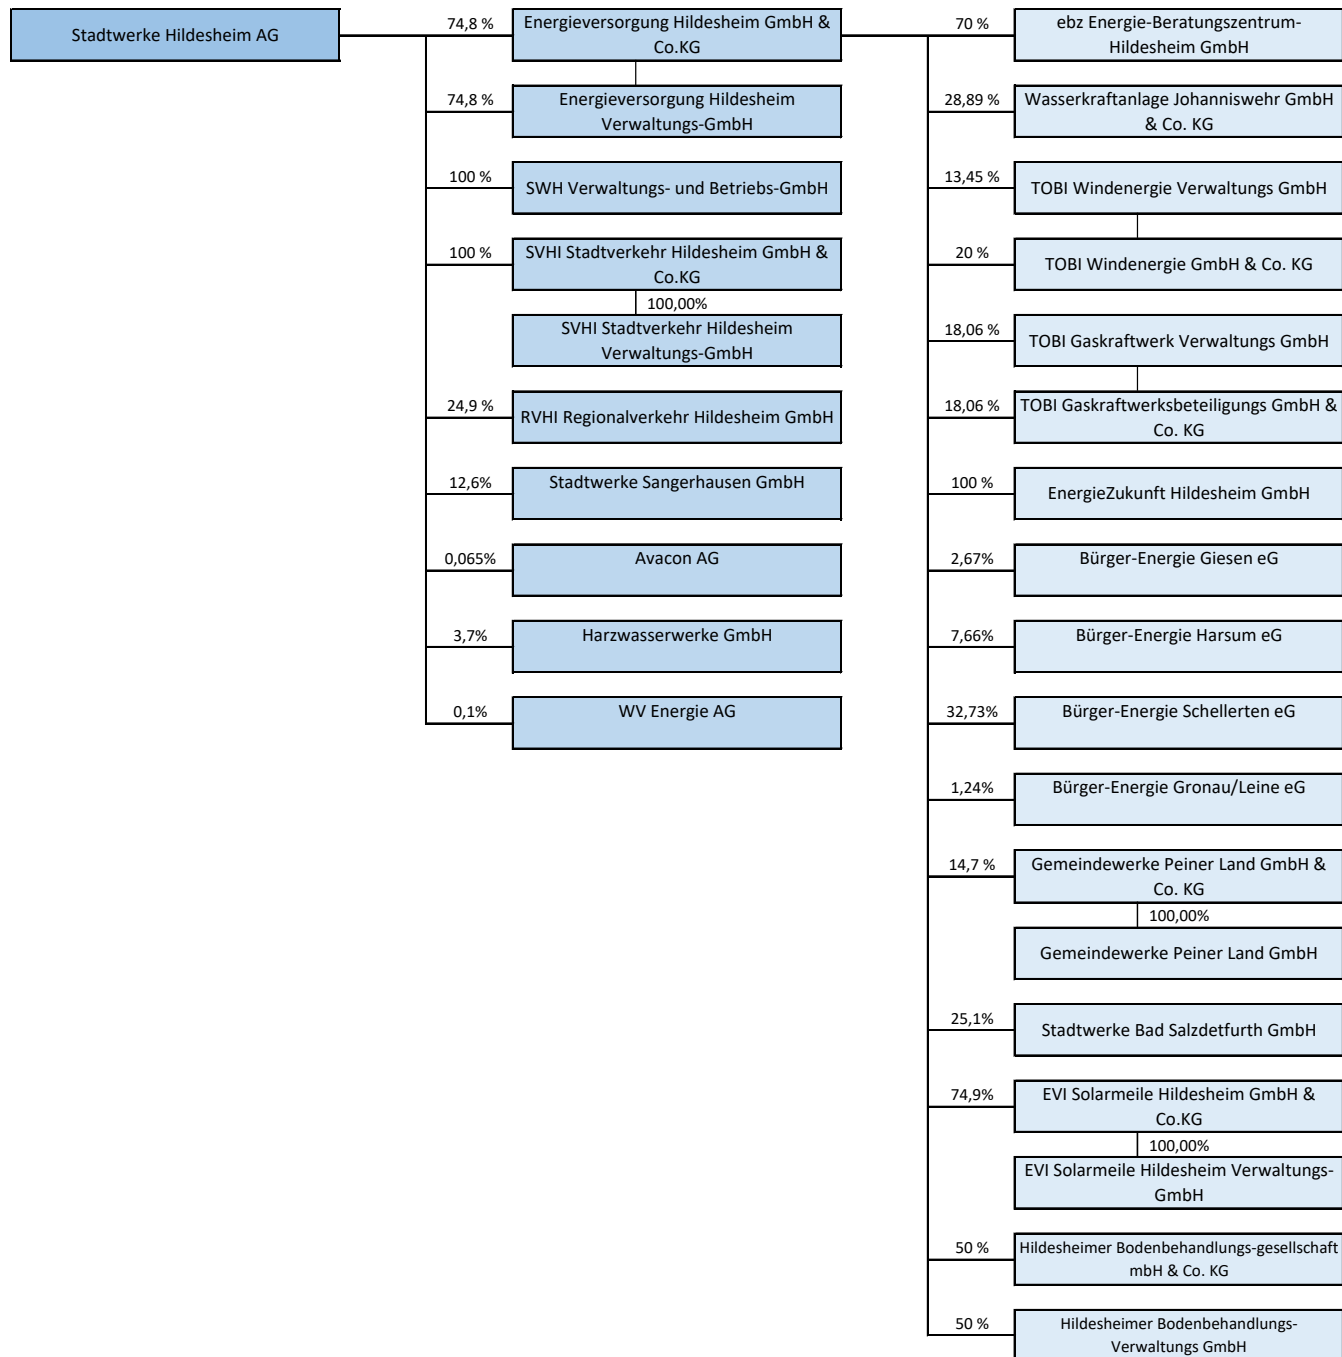 Stadtwerke Hildesheim AG
74,8 %
Energieversorgung Hildesheim GmbH &
Co.KG
74,8 %
Energieversorgung Hildesheim
Verwaltungs-GmbH
100 %
SWH Verwaltungs- und Betriebs-GmbH
100 %
SVHI Stadtverkehr Hildesheim GmbH &
Co.KG
100,00%
SVHI Stadtverkehr Hildesheim
Verwaltungs-GmbH
24,9 %
RVHI Regionalverkehr Hildesheim GmbH
12,6%
Stadtwerke Sangerhausen GmbH
0,065%
Avacon AG
3,7%
Harzwasserwerke GmbH
0,1%
WV Energie AG
70 %
ebz Energie-Beratungszentrum-
Hildesheim GmbH
28,89 %
Wasserkraftanlage Johanniswehr GmbH
& Co. KG
13,45 %
TOBI Windenergie Verwaltungs GmbH
20 %
TOBI Windenergie GmbH & Co. KG
18,06 %
TOBI Gaskraftwerk Verwaltungs GmbH
18,06 %
TOBI Gaskraftwerksbeteiligungs GmbH &
Co. KG
100 %
EnergieZukunft Hildesheim GmbH
2,67%
Bürger-Energie Giesen eG
7,66%
Bürger-Energie Harsum eG
32,73%
Bürger-Energie Schellerten eG
1,24%
Bürger-Energie Gronau/Leine eG
14,7 %
Gemeindewerke Peiner Land GmbH &
Co. KG
100,00%
Gemeindewerke Peiner Land GmbH
25,1%
Stadtwerke Bad Salzdetfurth GmbH
74,9%
EVI Solarmeile Hildesheim GmbH &
Co.KG
100,00%
EVI Solarmeile Hildesheim Verwaltungs-
GmbH
50 %
Hildesheimer Bodenbehandlungs-gesellschaft
mbH & Co. KG
50 %
Hildesheimer Bodenbehandlungs-
Verwaltungs GmbH